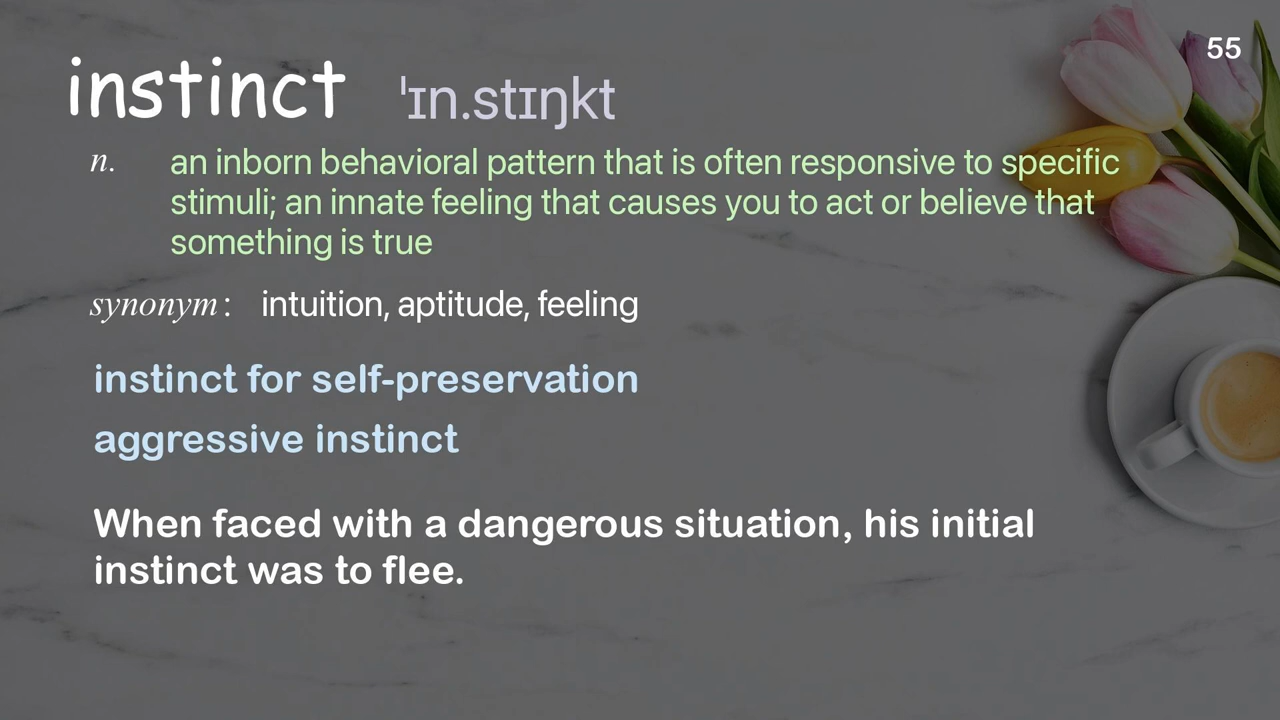 55
instinct ˈɪn.stɪŋkt
n. an inborn behavioral pattern that is often responsive to specific
stimuli; an innate feeling that causes you to act or believe that
something is true
synonym: intuition, aptitude, feeling
instinct for self-preservation
aggressive instinct
When faced with a dangerous situation, his initial
instinct was to flee.